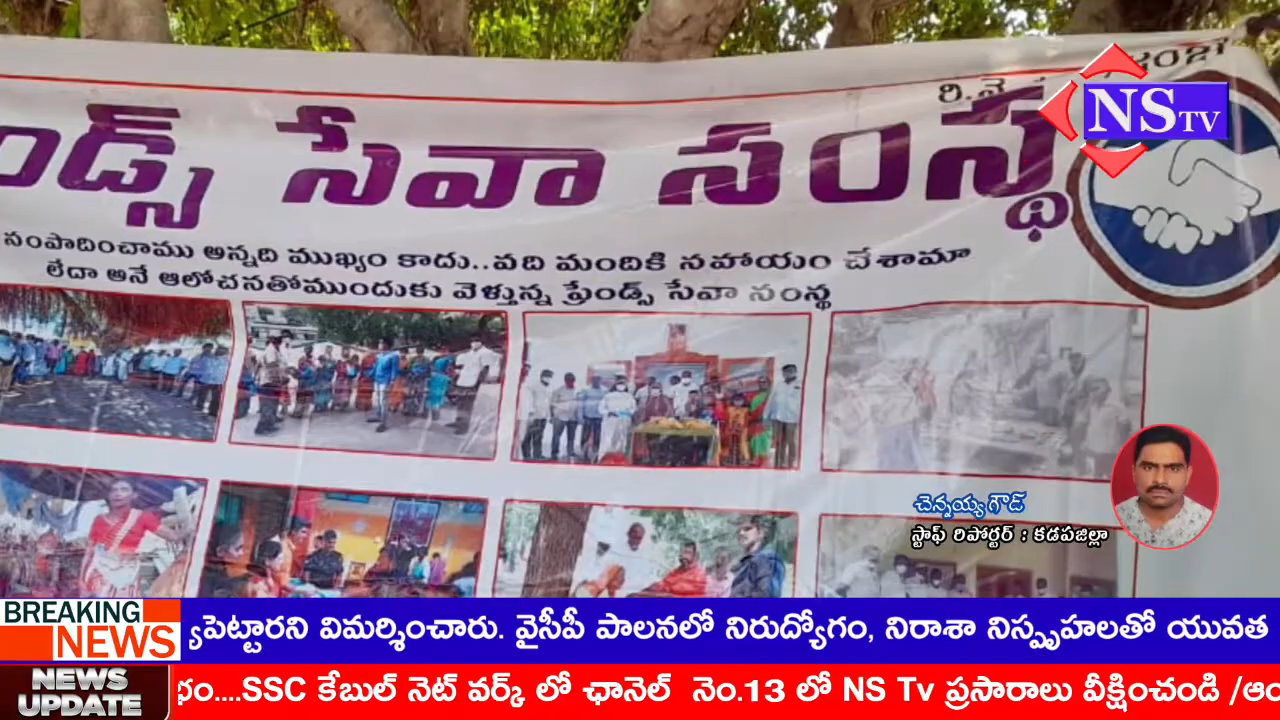 రి.నె
ండ్స్ సేవా సంస్థ
NS TV
సంపాదించాము అన్నది ముఖ్యం కాదు..పది మందికి సహాయం చేశామా
లేదా అనే ఆలోచనతోముందుకు వెళ్తున్న ఫ్రేండ్స్ సేవా సంస్థ
చెన్నయ్య గౌడ్
స్టాఫ్ రిపోర్టర్ : కడపజిల్లా
BREAKING NEWS
్యపెట్టారని విమర్శించారు. వైసీపీ పాలనలో నిరుద్యోగం, నిరాశా నిస్పృహలతో యువత
NEWS UPDATE
భం....SSC కేబుల్ నెట్ వర్క్ లో ఛానెల్ నెం.13 లో NS Tv ప్రసారాలు వీక్షించండి /ఆం